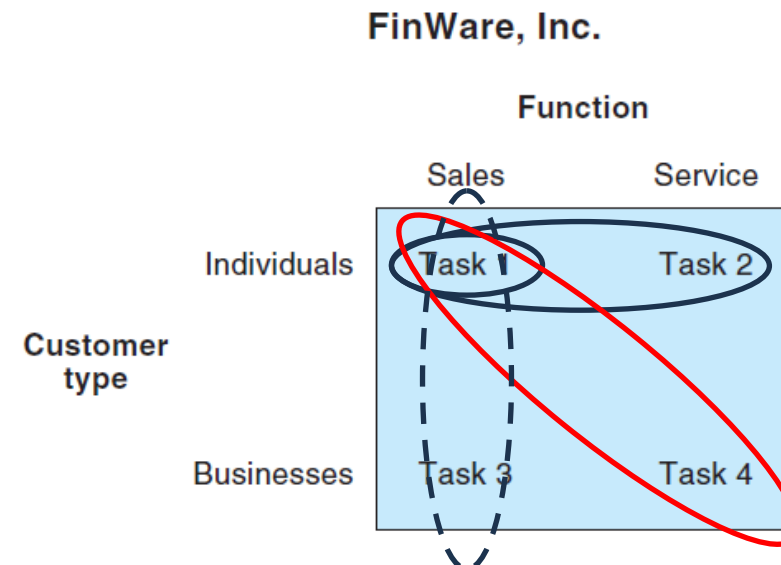 FinWare, Inc.
Function
Sales Service
Individuals Task 1 Task 2
Customer
type
Businesses Task 3 Task 4